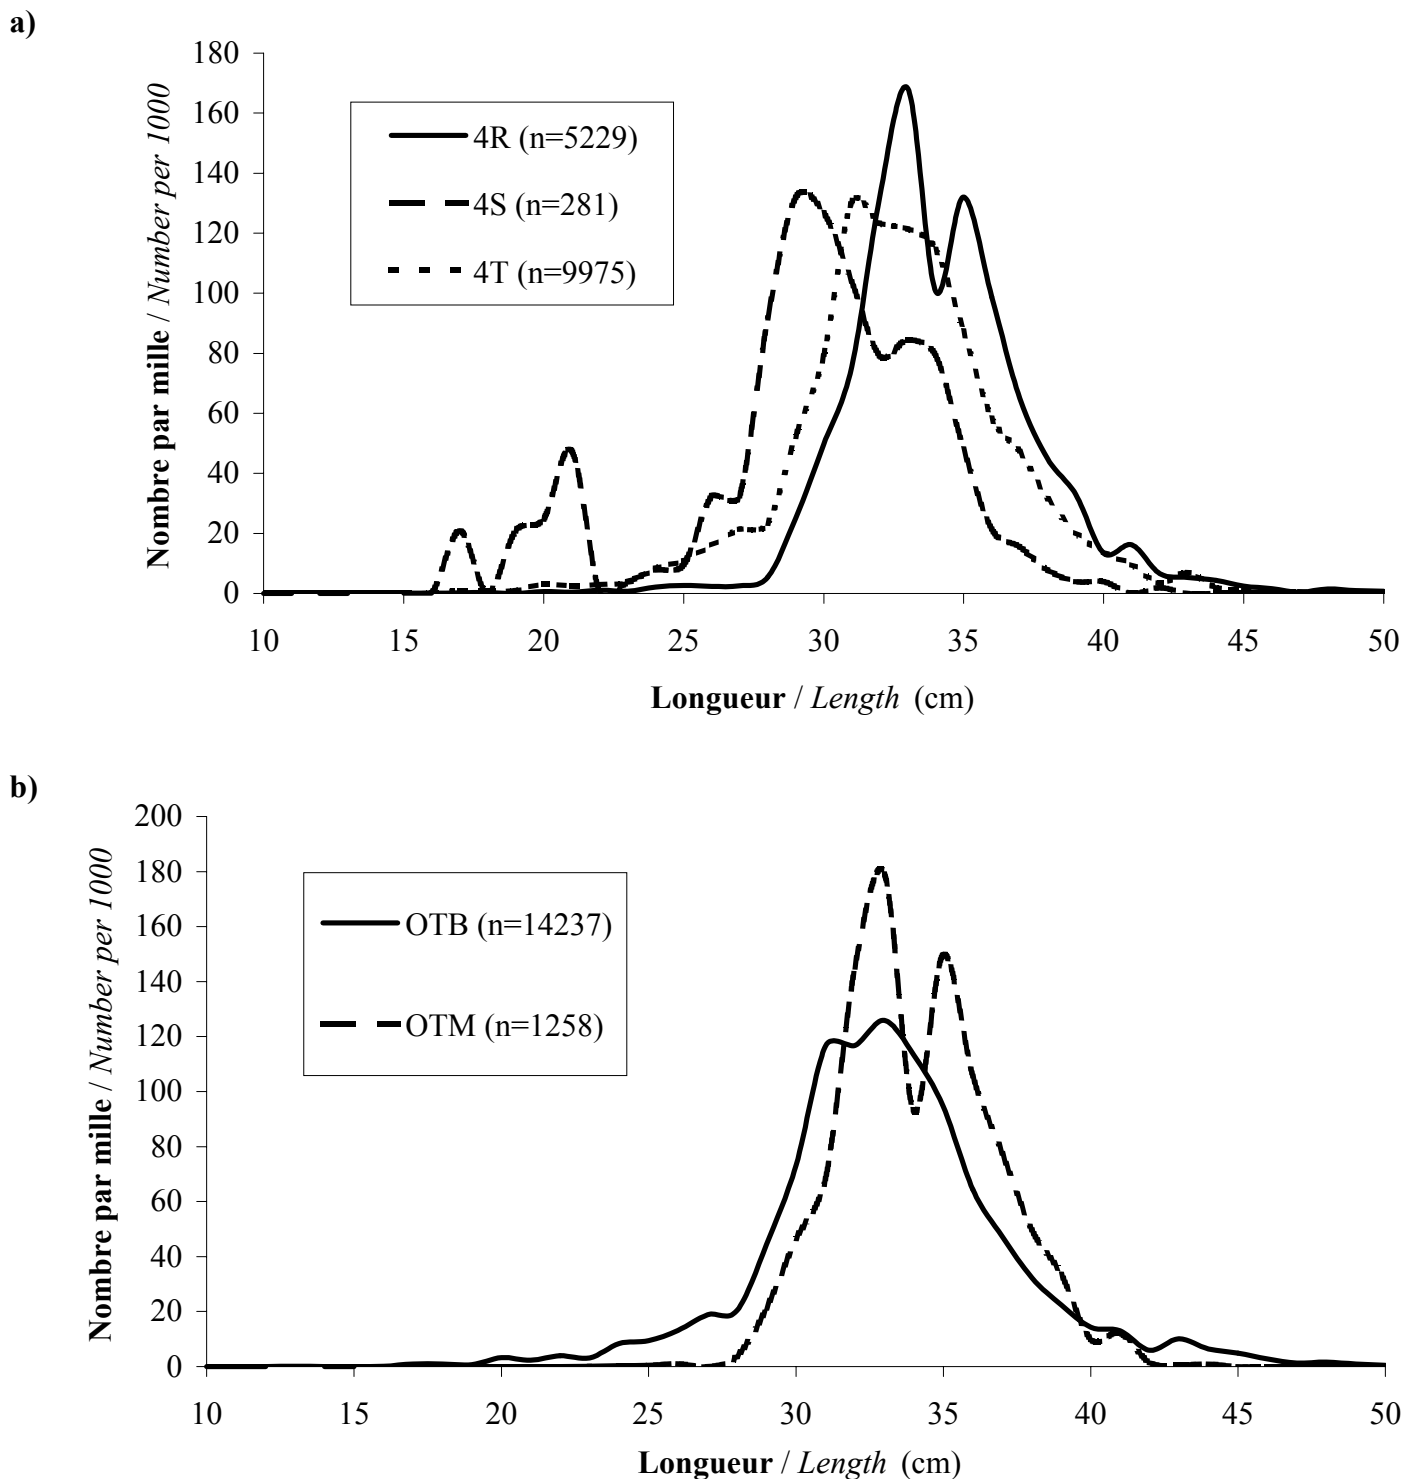 a)
180
160
140
120
100
80
60
40
20
0
Nombre par mille / Number per 1000
4R (n=5229)
4S (n=281)
4T (n=9975)
10 15 20 25 30 35 40 45 50
Longueur / Length (cm)
b)
200
180
160
140
120
100
80
60
40
20
0
Nombre par mille / Number per 1000
OTB (n=14237)
OTM (n=1258)
10 15 20 25 30 35 40 45 50
Longueur / Length (cm)